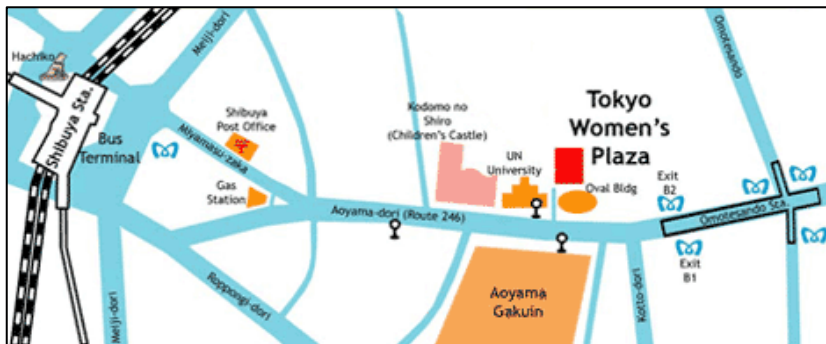 Hachiko
Shibuya Sta.
Bus
Terminal
Meiji-dori
Miyamasu-zaka
Shibuya
Post Office
Gas
Station
Meiji-dori
Roppongi-dori
Aoyama-dori (Route 246)
Kodomo no
Shiro
(Children's Castle)
UN
University
Tokyo
Women's
Plaza
Oval Bldg
Aoyama
Gakuin
Exit
B2
Omotesando Sta.
Exit
B1
Kotto-dori
Omotesando